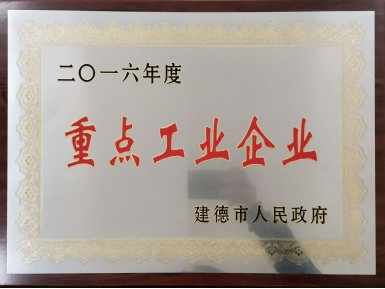 二〇一六年度
重点工业企业
建德市人民政府